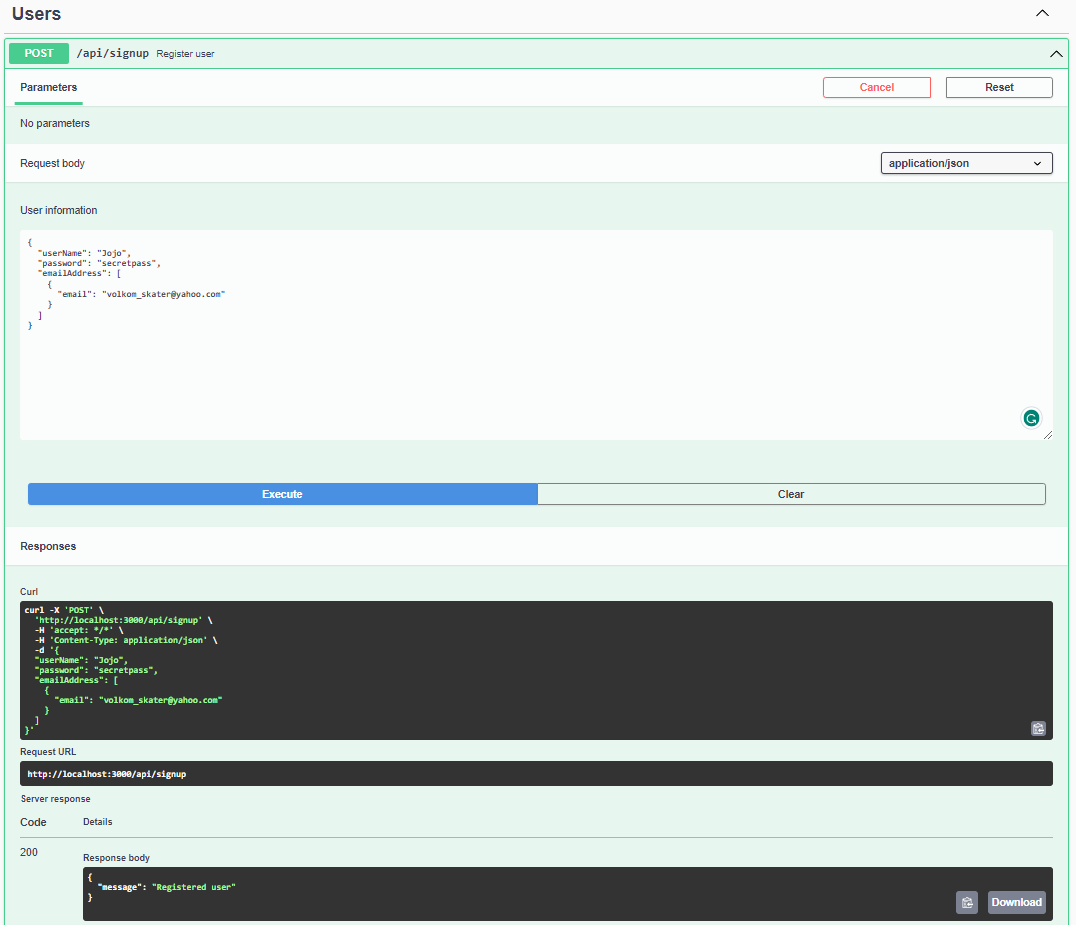 Users
POST /api/signup Register user
Parameters
Cancel
Reset
No parameters
Request body
application/json
User information
{
  "userName": "Jojo",
  "password": "secretpass",
  "emailAddress": [
    {
      "email": "volkom_skater@yahoo.com"
    }
  ]
}
Execute
Clear
Responses
Curl
curl -X 'POST' \
  'http://localhost:3000/api/signup' \
  -H 'accept: */*' \
  -H 'Content-Type: application/json' \
  -d '{
  "userName": "Jojo",
  "password": "secretpass",
  "emailAddress": [
    {
      "email": "volkom_skater@yahoo.com"
    }
  ]
}'
Request URL
http://localhost:3000/api/signup
Server response
Code Details
200
Response body
{
  "message": "Registered user"
}
Download